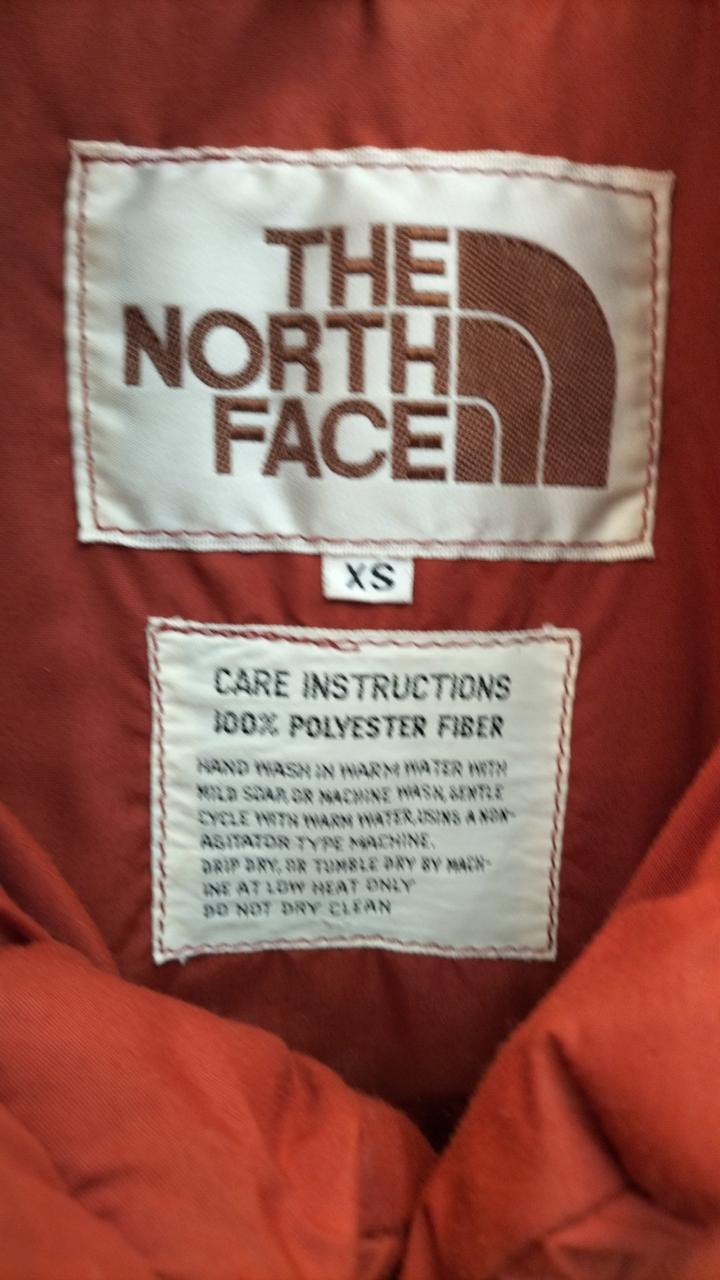 THE
NORTH
FACE
XS
CARE INSTRUCTIONS
100% POLYESTER FIBER
HAND WASH IN WARM WATER WITH
MILD SOAP, OR MACHINE WASH, GENTLE
CYCLE WITH WARM WATER, USING A NON-
AGITATOR TYPE MACHINE.
DRIP DRY, OR TUMBLE DRY BY MACH-
INE AT LOW HEAT ONLY
DO NOT DRY CLEAN